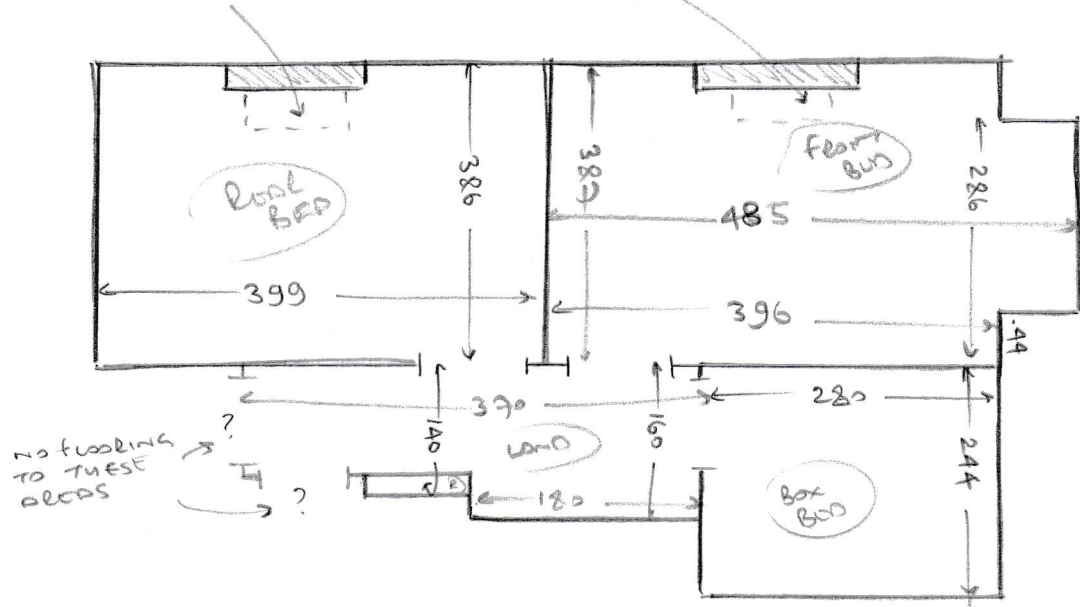 REAR
BED
386
387
FRONT
BED
286
485
399
396
.44
370
280
140
160
LAND
244
180
R
BOX
BED
?
NO FLOORING
TO THESE
AREAS
?